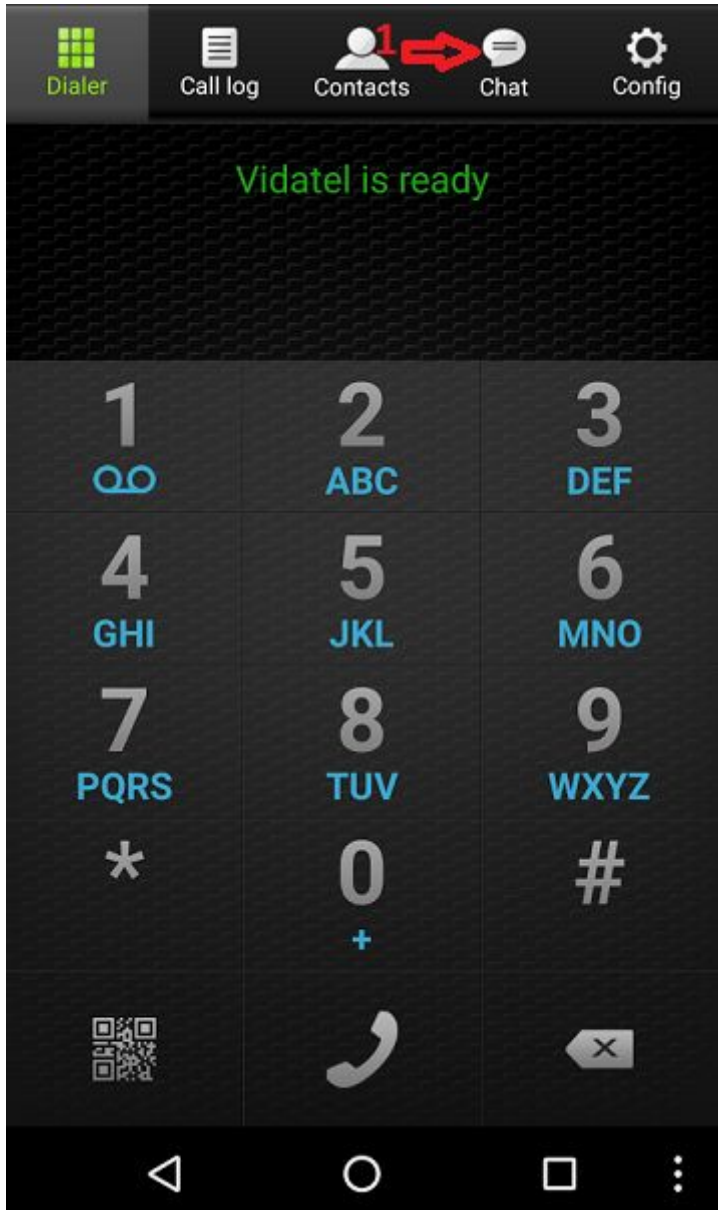 1
Dialer Call log Contacts Chat Config
Vidatel is ready
1 2 3
ABC DEF
4 5 6
GHI JKL MNO
7 8 9
PQRS TUV WXYZ
* 0 #
+